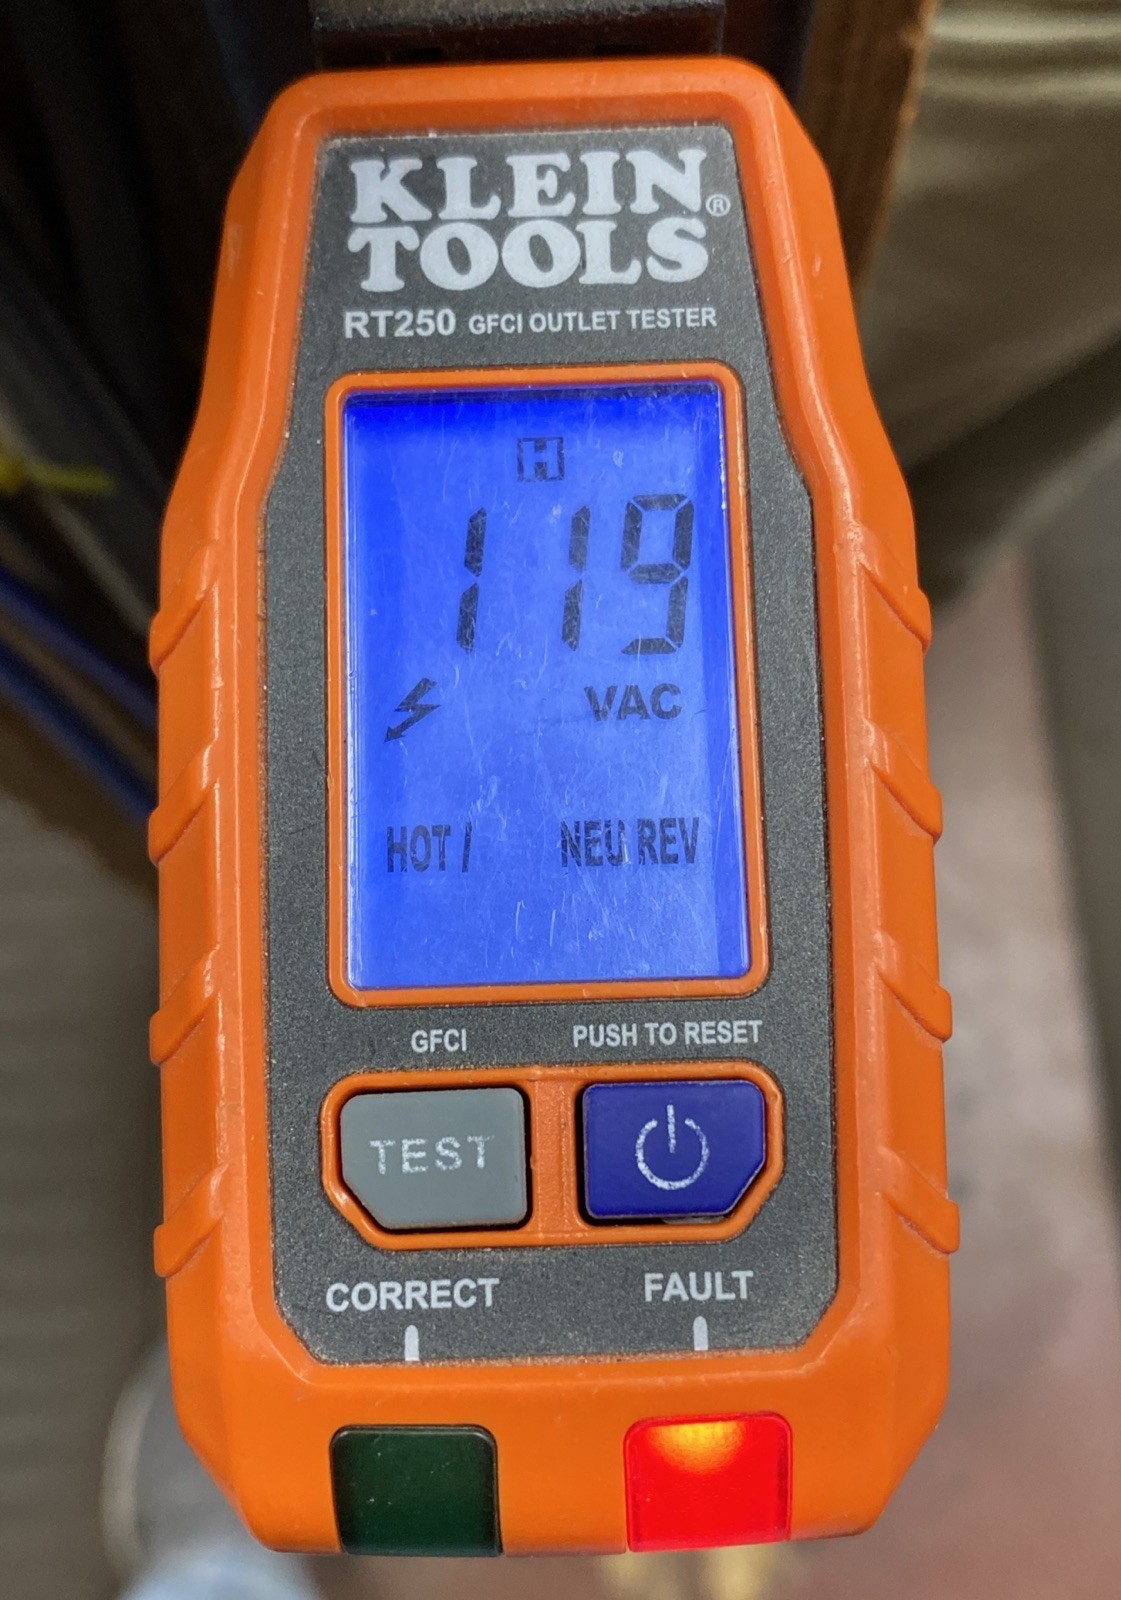 KLEIN
TOOLS®
RT250 GFCI OUTLET TESTER
H
119
VAC
HOT / NEU REV
GFCI PUSH TO RESET
TEST
CORRECT FAULT